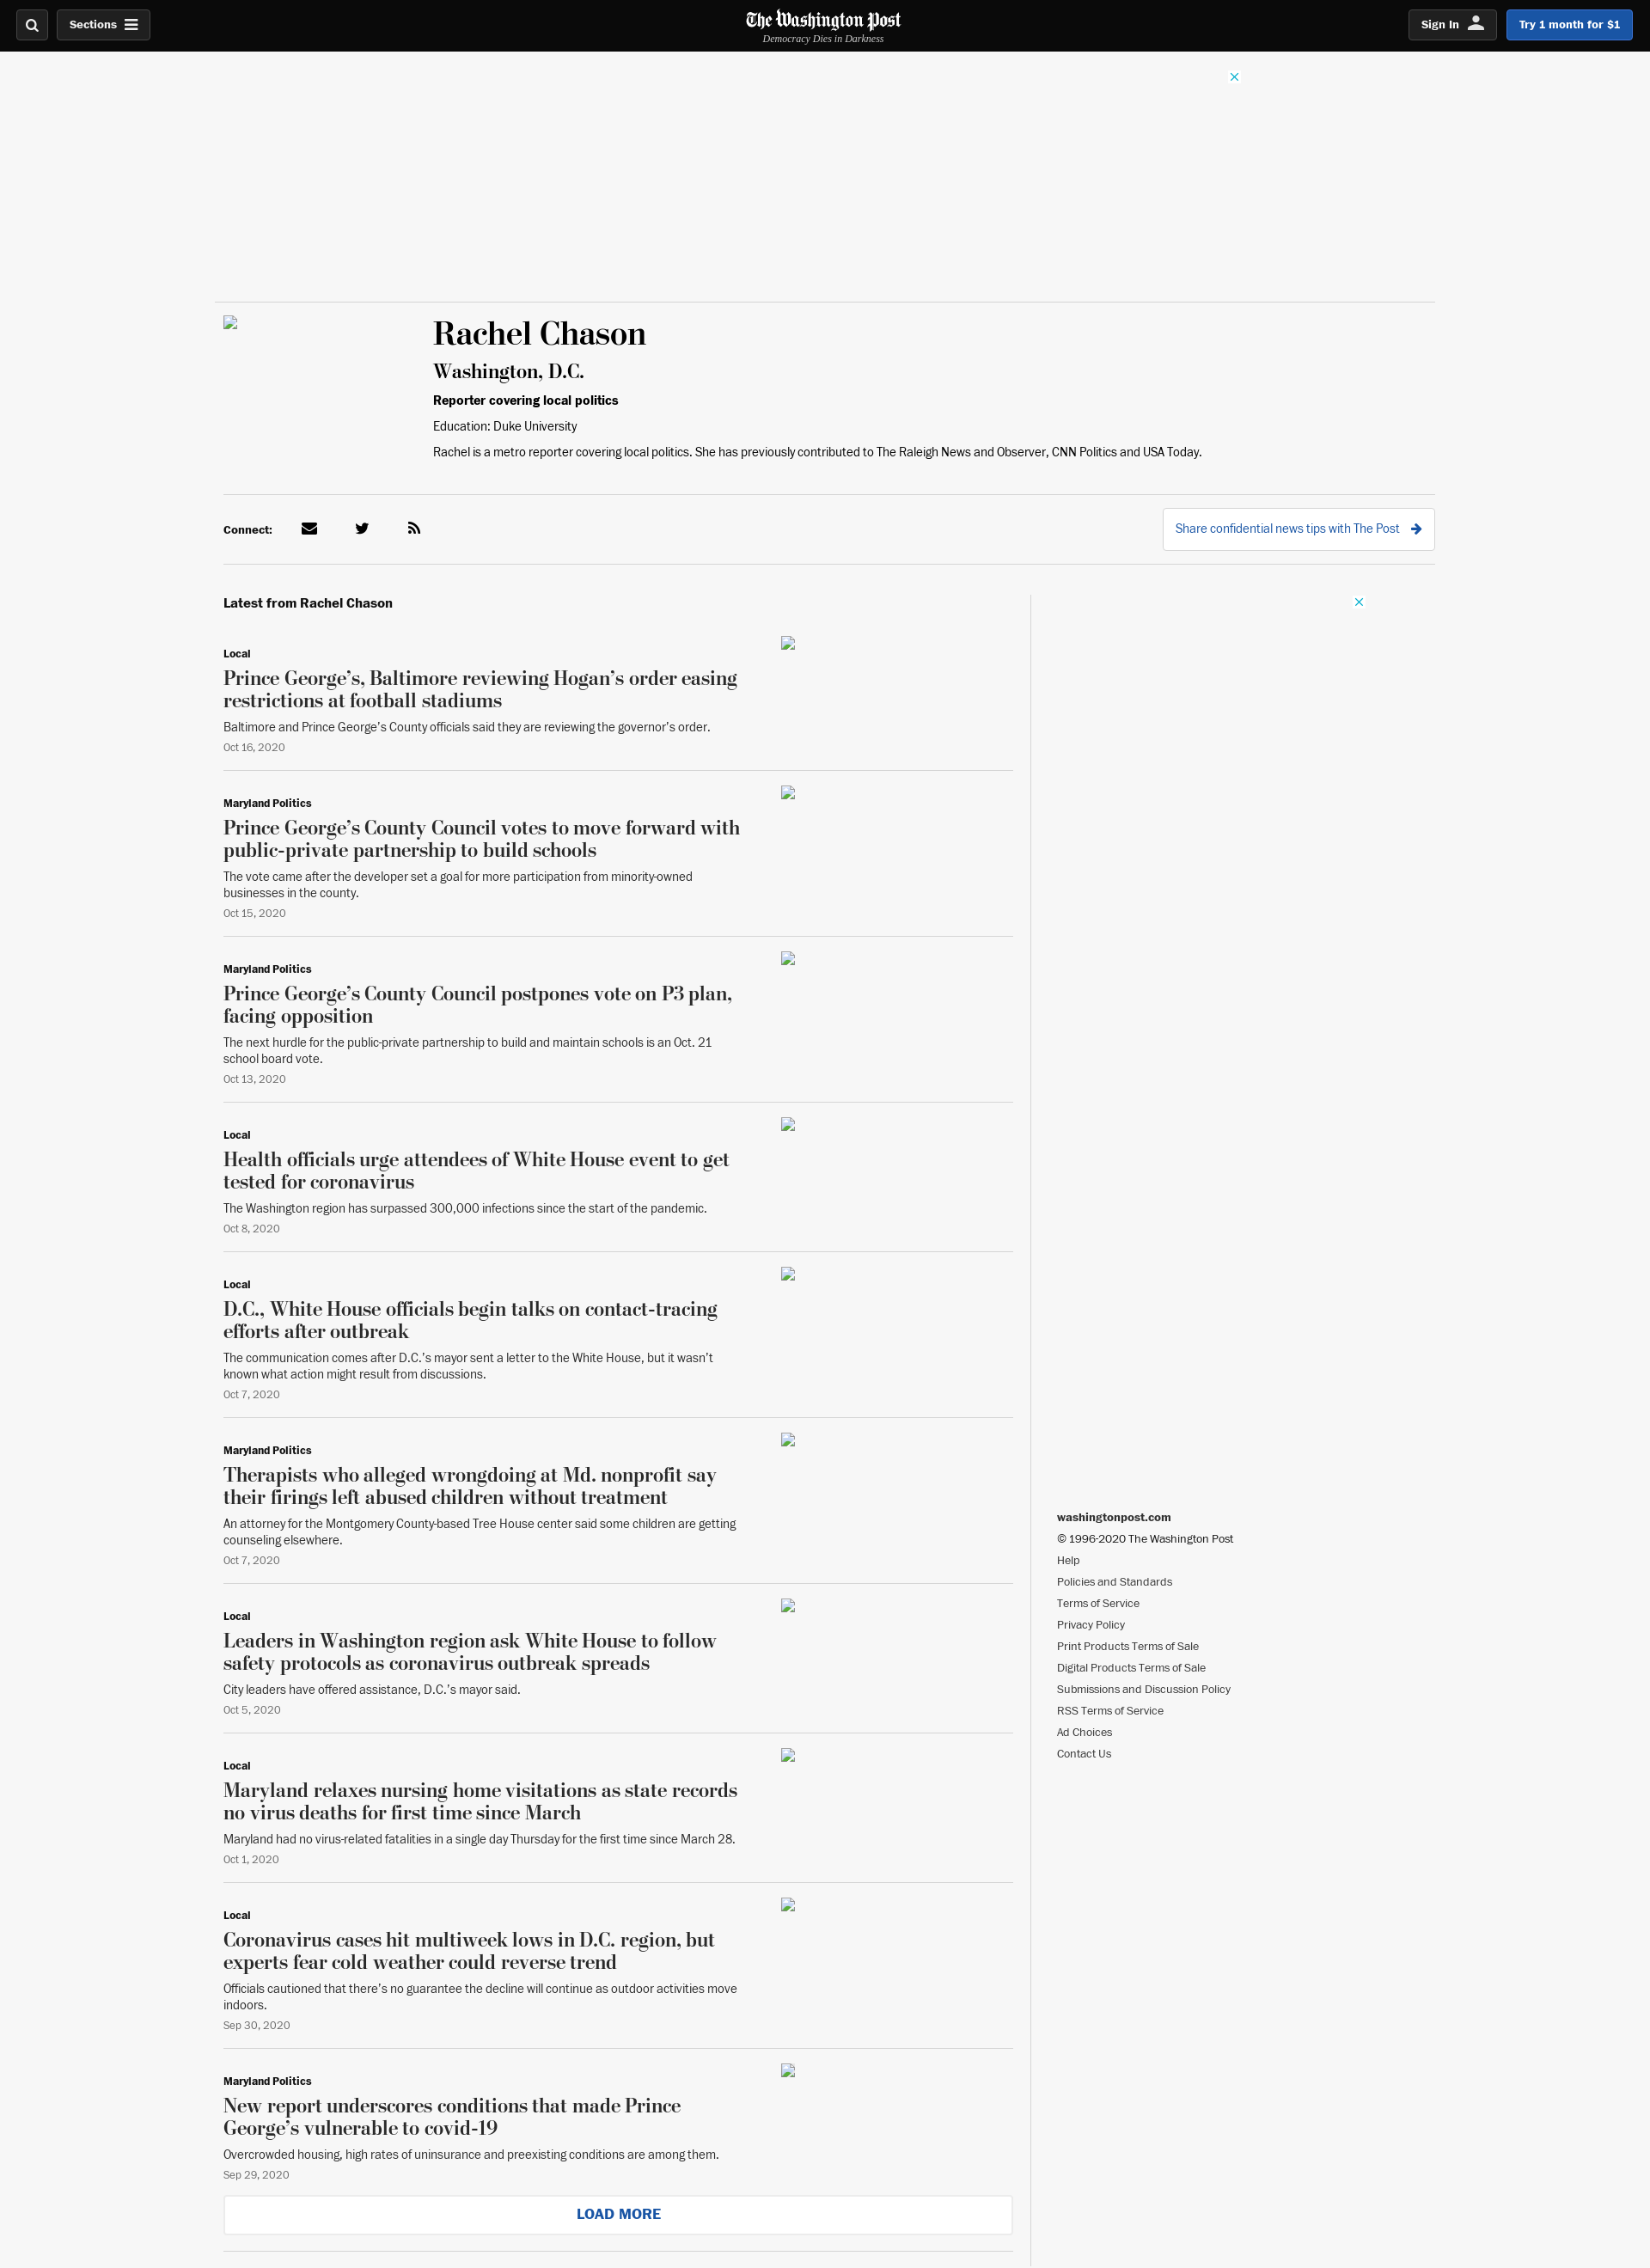 Sections
The Washington Post
Democracy Dies in Darkness
Sign In
Try 1 month for $1
Rachel Chason
Washington, D.C.
Reporter covering local politics
Education: Duke University
Rachel is a metro reporter covering local politics. She has previously contributed to The Raleigh News and Observer, CNN Politics and USA Today.
Connect:
Share confidential news tips with The Post
Latest from Rachel Chason
Local
Prince George’s, Baltimore reviewing Hogan’s order easing
restrictions at football stadiums
Baltimore and Prince George’s County officials said they are reviewing the governor’s order.
Oct 16, 2020
Maryland Politics
Prince George’s County Council votes to move forward with
public-private partnership to build schools
The vote came after the developer set a goal for more participation from minority-owned
businesses in the county.
Oct 15, 2020
Maryland Politics
Prince George’s County Council postpones vote on P3 plan,
facing opposition
The next hurdle for the public-private partnership to build and maintain schools is an Oct. 21
school board vote.
Oct 13, 2020
Local
Health officials urge attendees of White House event to get
tested for coronavirus
The Washington region has surpassed 300,000 infections since the start of the pandemic.
Oct 8, 2020
Local
D.C., White House officials begin talks on contact-tracing
efforts after outbreak
The communication comes after D.C.’s mayor sent a letter to the White House, but it wasn’t
known what action might result from discussions.
Oct 7, 2020
Maryland Politics
Therapists who alleged wrongdoing at Md. nonprofit say
their firings left abused children without treatment
An attorney for the Montgomery County-based Tree House center said some children are getting
counseling elsewhere.
Oct 7, 2020
Local
Leaders in Washington region ask White House to follow
safety protocols as coronavirus outbreak spreads
City leaders have offered assistance, D.C.’s mayor said.
Oct 5, 2020
Local
Maryland relaxes nursing home visitations as state records
no virus deaths for first time since March
Maryland had no virus-related fatalities in a single day Thursday for the first time since March 28.
Oct 1, 2020
Local
Coronavirus cases hit multiweek lows in D.C. region, but
experts fear cold weather could reverse trend
Officials cautioned that there’s no guarantee the decline will continue as outdoor activities move
indoors.
Sep 30, 2020
Maryland Politics
New report underscores conditions that made Prince
George’s vulnerable to covid-19
Overcrowded housing, high rates of uninsurance and preexisting conditions are among them.
Sep 29, 2020
LOAD MORE
washingtonpost.com
© 1996-2020 The Washington Post
Help
Policies and Standards
Terms of Service
Privacy Policy
Print Products Terms of Sale
Digital Products Terms of Sale
Submissions and Discussion Policy
RSS Terms of Service
Ad Choices
Contact Us